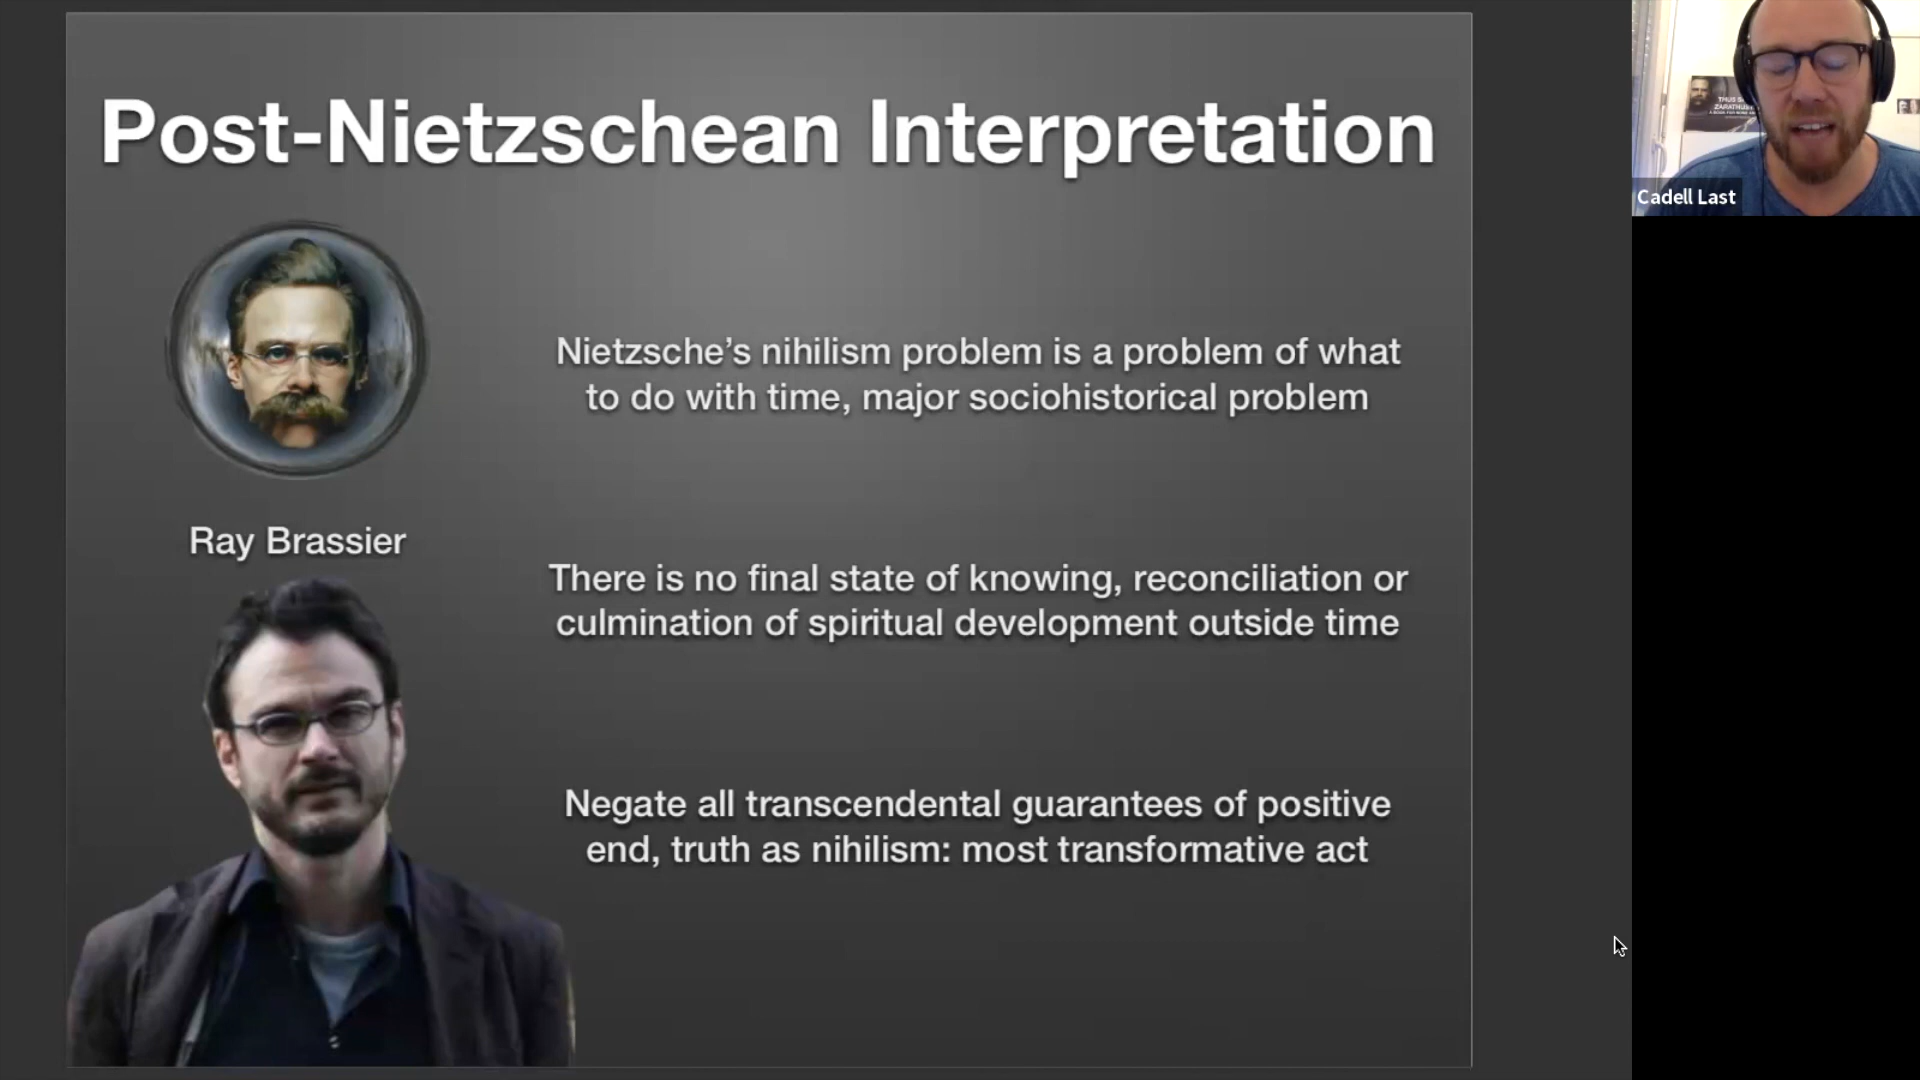 Post-Nietzschean Interpretation
Nietzsche’s nihilism problem is a problem of what
to do with time, major sociohistorical problem
Ray Brassier
There is no final state of knowing, reconciliation or
culmination of spiritual development outside time
Negate all transcendental guarantees of positive
end, truth as nihilism: most transformative act
Cadell Last
THUS
ZARATHUS